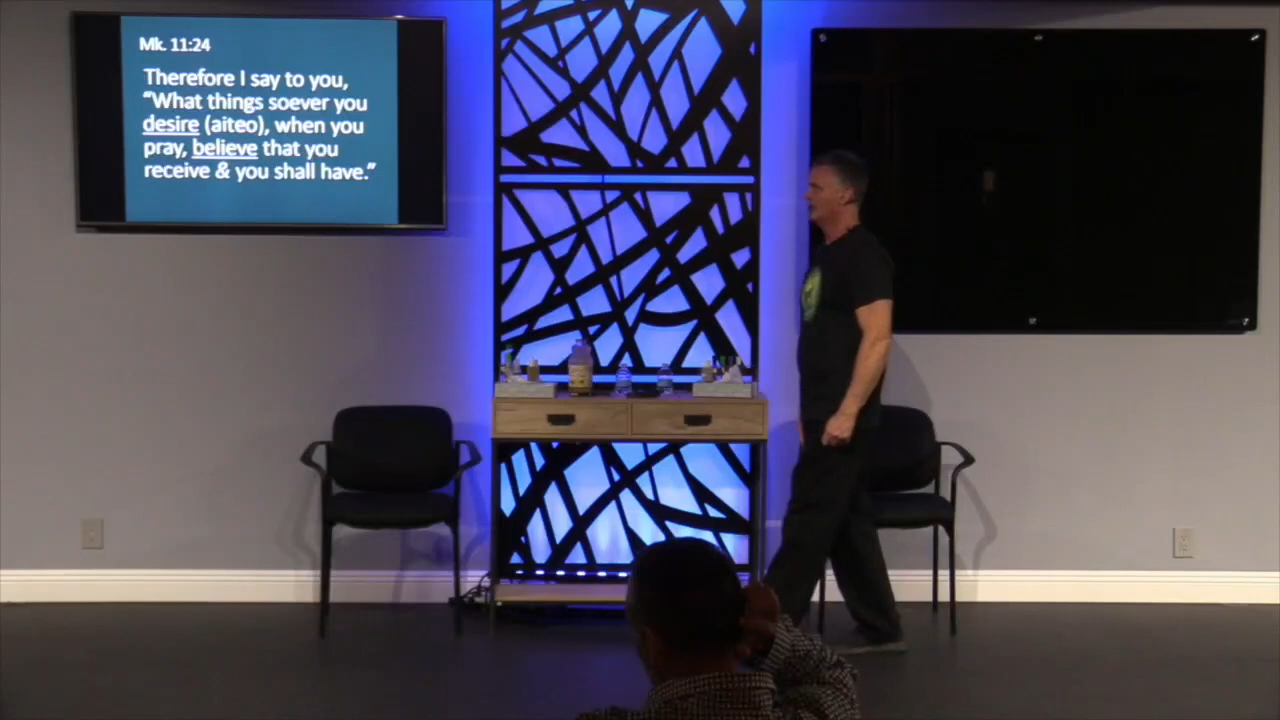 Mk. 11:24
Therefore I say to you,
“What things soever you
desire (aiteo), when you
pray, believe that you
receive & you shall have.”